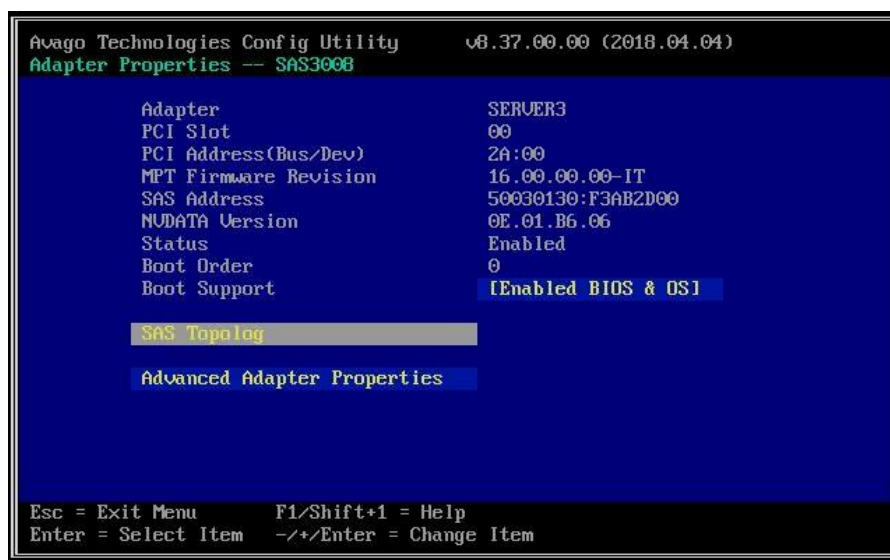 Avago Technologies Config Utility v8.37.00.00 (2018.04.04)
Adapter Properties -- SAS3008
Adapter SERVER3
PCI Slot 00
PCI Address(Bus/Dev) 2A:00
MPT Firmware Revision 16.00.00.00-IT
SAS Address 50030130:F3AB2D00
NVDATA Version 0E.01.B6.06
Status Enabled
Boot Order 0
Boot Support [Enabled BIOS & OS]
SAS Topolog
Advanced Adapter Properties
Esc = Exit Menu F1/Shift+1 = Help
Enter = Select Item -/+/Enter = Change Item